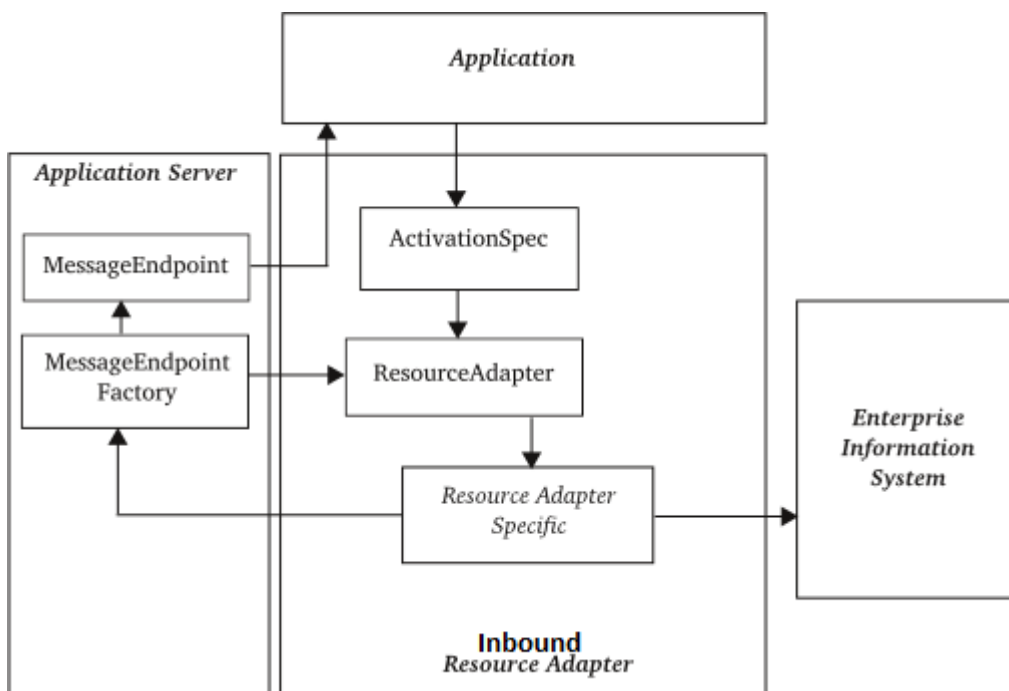 Application
Application Server
MessageEndpoint
MessageEndpoint
Factory
ActivationSpec
ResourceAdapter
Resource Adapter
Specific
Inbound
Resource Adapter
Enterprise
Information
System